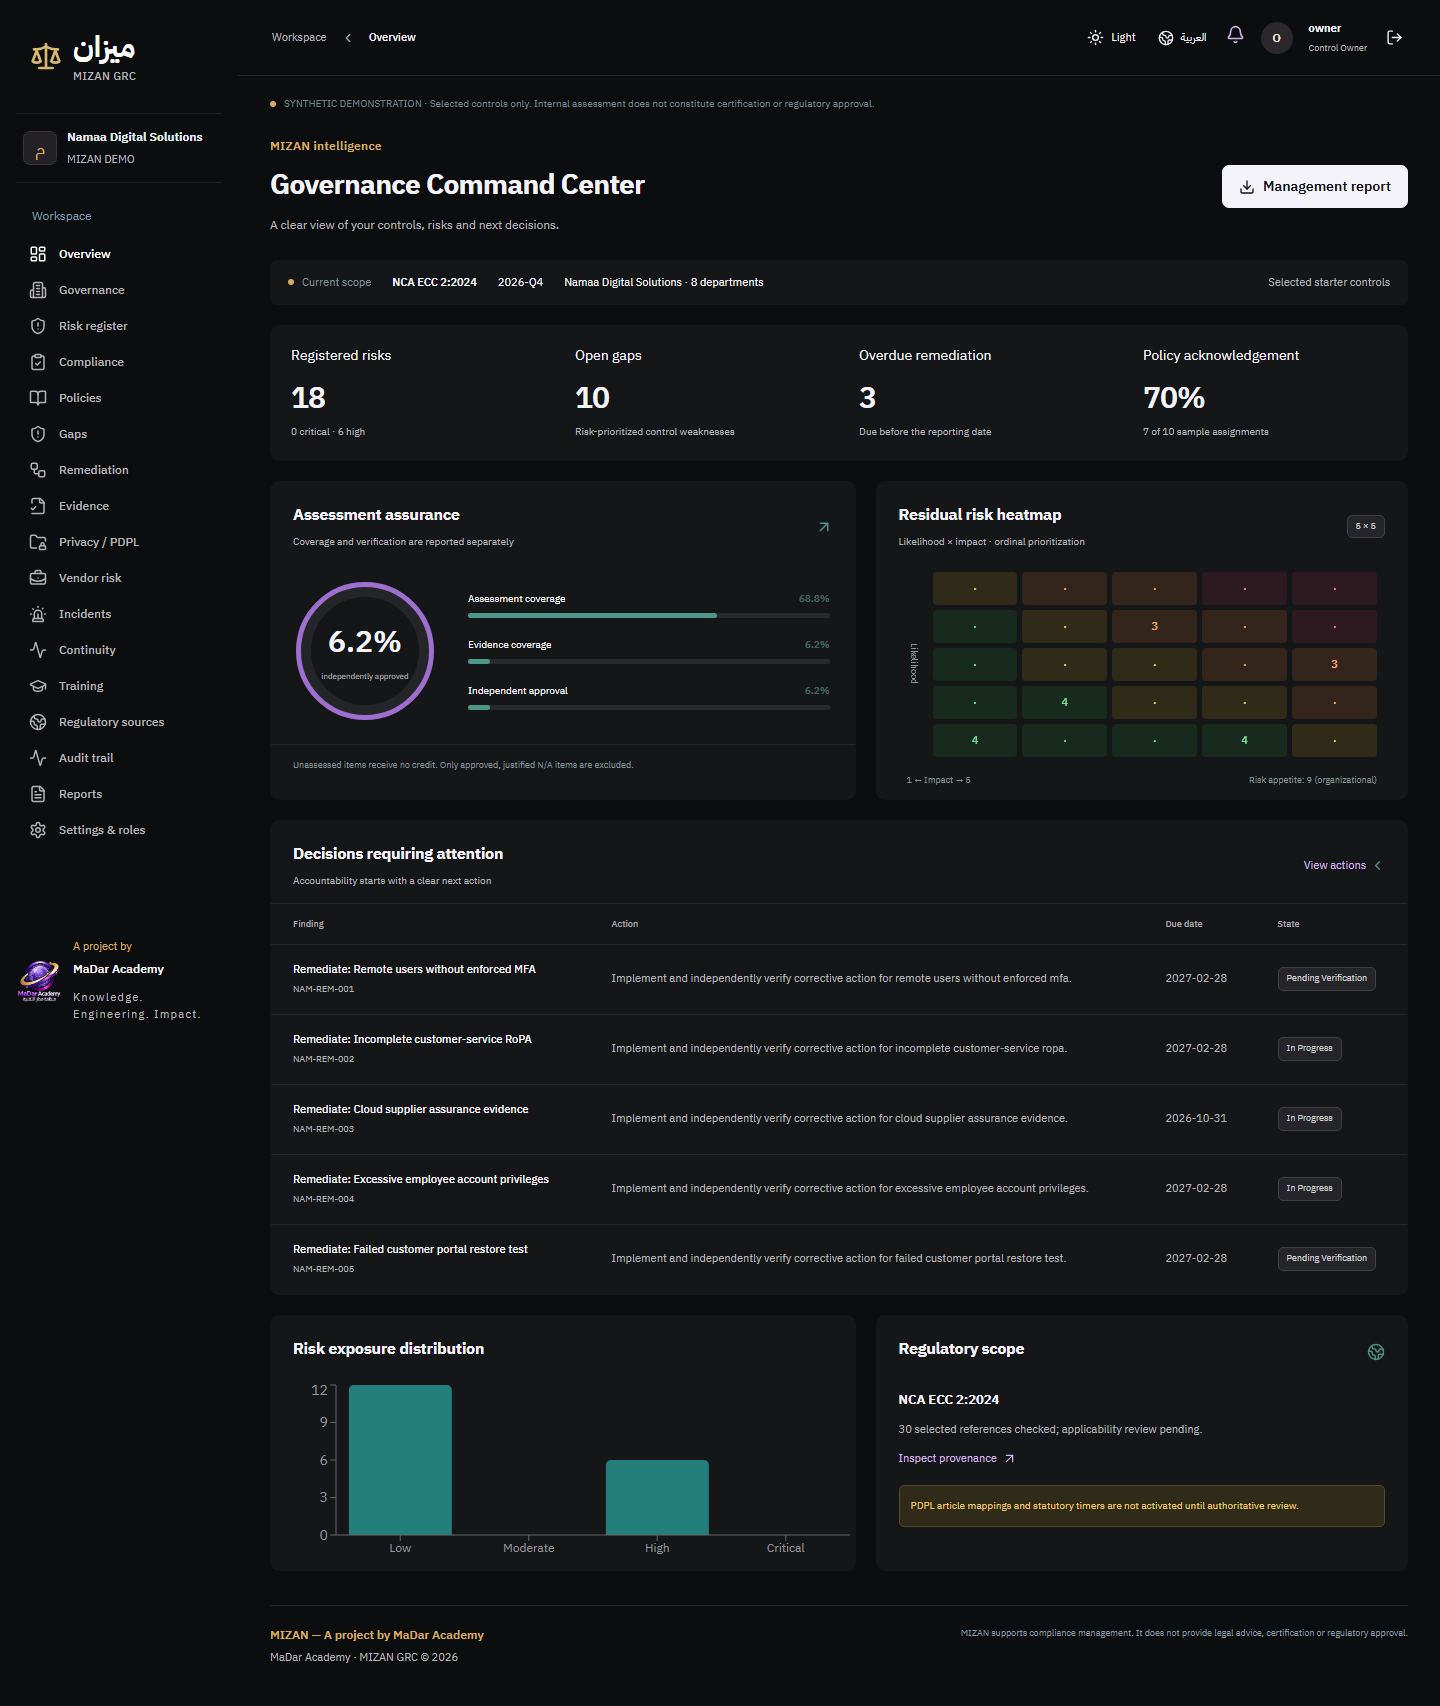 ميزان
MIZAN GRC
Workspace
Overview
Light
العربية
O
owner
Control Owner
م
Namaa Digital Solutions
MIZAN DEMO
Workspace
Overview
Governance
Risk register
Compliance
Policies
Gaps
Remediation
Evidence
Privacy / PDPL
Vendor risk
Incidents
Continuity
Training
Regulatory sources
Audit trail
Reports
Settings & roles
A project by
MaDar Academy
Knowledge.
Engineering. Impact.
MaDar Academy
SYNTHETIC DEMONSTRATION · Selected controls only. Internal assessment does not constitute certification or regulatory approval.
MIZAN intelligence
Governance Command Center
A clear view of your controls, risks and next decisions.
Management report
Current scope NCA ECC 2:2024 2026-Q4 Namaa Digital Solutions · 8 departments Selected starter controls
Registered risks
18
0 critical · 6 high
Open gaps
10
Risk-prioritized control weaknesses
Overdue remediation
3
Due before the reporting date
Policy acknowledgement
70%
7 of 10 sample assignments
Assessment assurance
Coverage and verification are reported separately
6.2%
independently approved
Assessment coverage 68.8%
Evidence coverage 6.2%
Independent approval 6.2%
Unassessed items receive no credit. Only approved, justified N/A items are excluded.
Residual risk heatmap
Likelihood × impact · ordinal prioritization
5 × 5
Likelihood
· · · · ·
· · 3 · ·
· · · · 3
· 4 · · ·
4 · · 4 ·
1 ← Impact → 5
Risk appetite: 9 (organizational)
Decisions requiring attention
Accountability starts with a clear next action
View actions
Finding Action Due date State
Remediate: Remote users without enforced MFA
NAM-REM-001
Implement and independently verify corrective action for remote users without enforced mfa.
2027-02-28
Pending Verification
Remediate: Incomplete customer-service RoPA
NAM-REM-002
Implement and independently verify corrective action for incomplete customer-service ropa.
2027-02-28
In Progress
Remediate: Cloud supplier assurance evidence
NAM-REM-003
Implement and independently verify corrective action for cloud supplier assurance evidence.
2026-10-31
In Progress
Remediate: Excessive employee account privileges
NAM-REM-004
Implement and independently verify corrective action for excessive employee account privileges.
2027-02-28
In Progress
Remediate: Failed customer portal restore test
NAM-REM-005
Implement and independently verify corrective action for failed customer portal restore test.
2027-02-28
Pending Verification
Risk exposure distribution
12
9
6
3
0
Low Moderate High Critical
Regulatory scope
NCA ECC 2:2024
30 selected references checked; applicability review pending.
Inspect provenance
PDPL article mappings and statutory timers are not activated until authoritative review.
MIZAN — A project by MaDar Academy
MaDar Academy · MIZAN GRC © 2026
MIZAN supports compliance management. It does not provide legal advice, certification or regulatory approval.